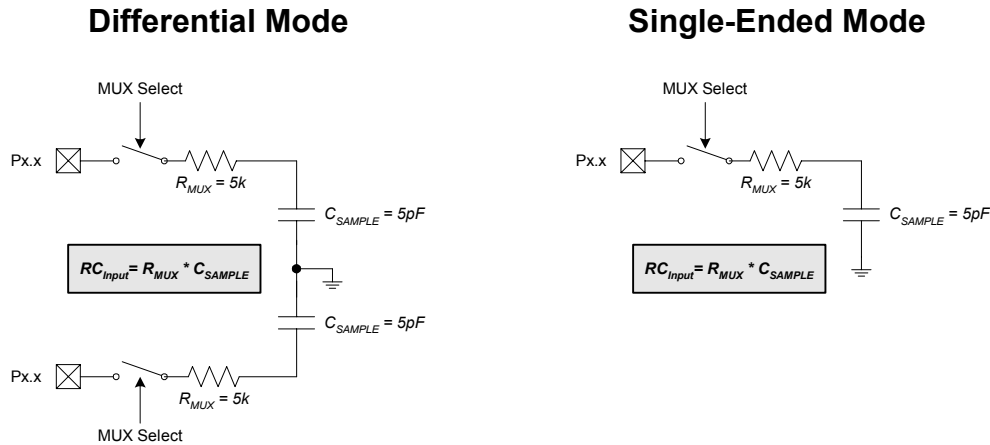 Differential Mode
MUX Select
Px.x
R_MUX = 5k
C_SAMPLE = 5pF
RC_Input= R_MUX * C_SAMPLE
C_SAMPLE = 5pF
Px.x
R_MUX = 5k
MUX Select
Single-Ended Mode
MUX Select
Px.x
R_MUX = 5k
C_SAMPLE = 5pF
RC_Input= R_MUX * C_SAMPLE